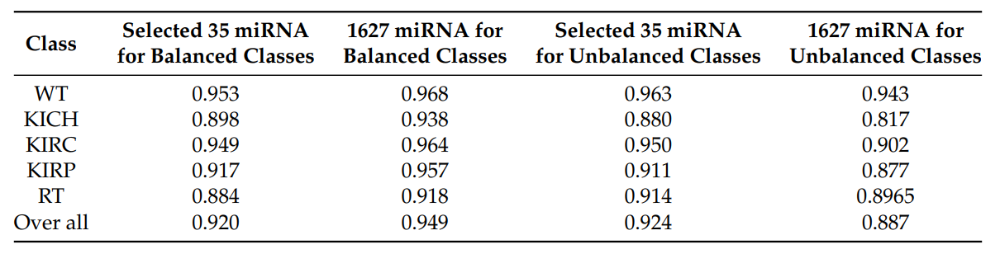 Class Selected 35 miRNA for Balanced Classes 1627 miRNA for Balanced Classes Selected 35 miRNA for Unbalanced Classes 1627 miRNA for Unbalanced Classes
WT 0.953 0.968 0.963 0.943
KICH 0.898 0.938 0.880 0.817
KIRC 0.949 0.964 0.950 0.902
KIRP 0.917 0.957 0.911 0.877
RT 0.884 0.918 0.914 0.8965
Over all 0.920 0.949 0.924 0.887